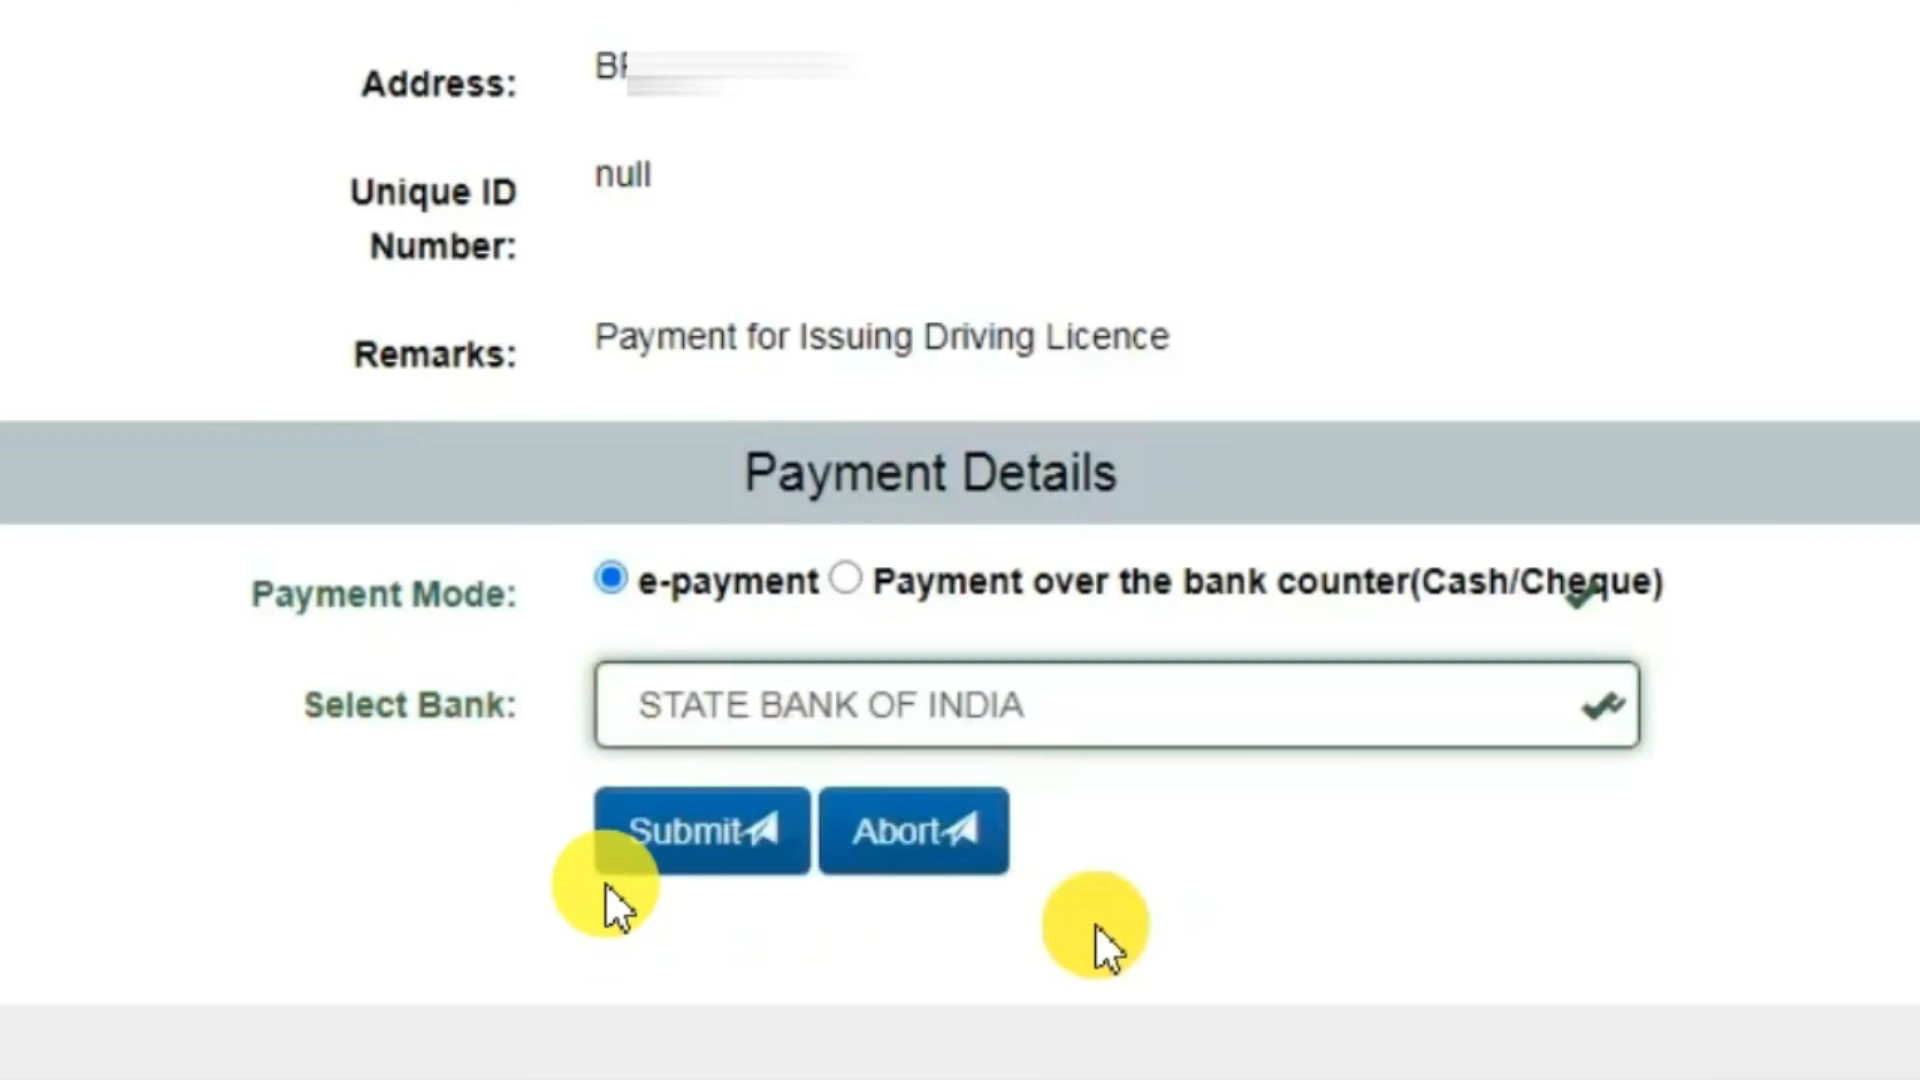 Address:
Unique ID Number: null
Remarks: Payment for Issuing Driving Licence
Payment Details
Payment Mode: e-payment Payment over the bank counter(Cash/Cheque)
Select Bank: STATE BANK OF INDIA
Submit Abort